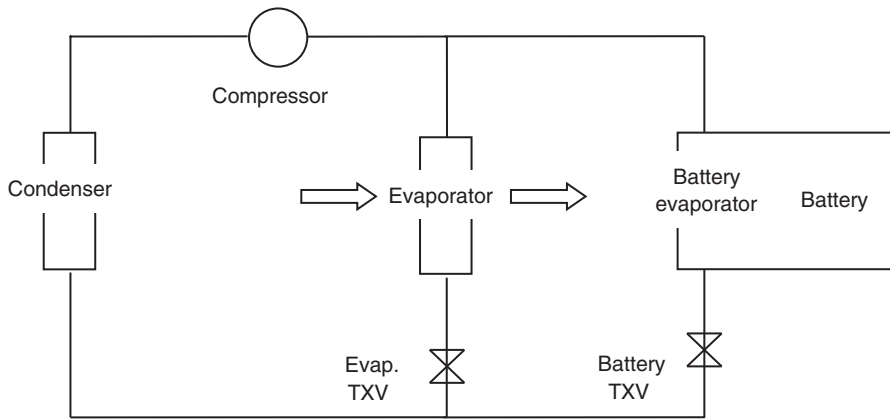 Compressor
Condenser
Evaporator
Battery
evaporator
Battery
Evap.
TXV
Battery
TXV